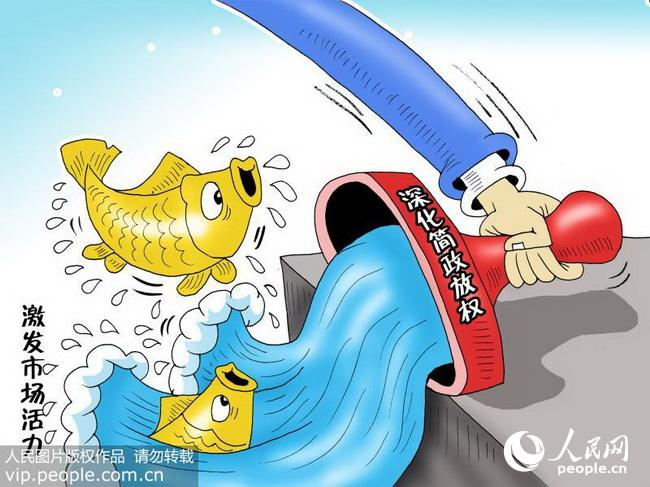 深化简政放权
激发市场活力
人民图片版权作品 请勿转载
vip.people.com.cn
人民网
people.cn